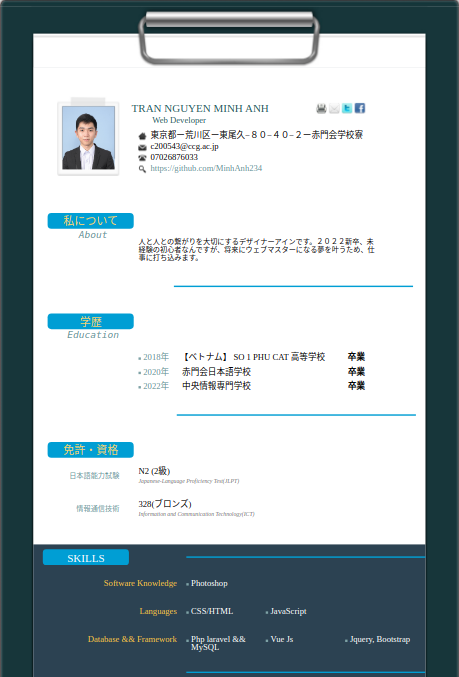 TRAN NGUYEN MINH ANH
Web Developer
東京都ー荒川区ー東尾久−８０−４０−２ー赤門会学校寮
c200543@ccg.ac.jp
07026876033
https://github.com/MinhAnh234
私について
About
人と人との繋がりを大切にするデザイナーアインです。２０２２新卒、未
経験の初心者なんですが、将来にウェブマスターになる夢を叶うため、仕
事に打ち込みます。
学歴
Education
2018年 【ベトナム】 SO 1 PHU CAT 高等学校 卒業
2020年 赤門会日本語学校 卒業
2022年 中央情報専門学校 卒業
免許・資格
日本語能力試験 N2 (2級)
Japanese-Language Proficiency Test(JLPT)
情報通信技術 328(ブロンズ)
Information and Communication Technology(ICT)
SKILLS
Software Knowledge Photoshop
Languages CSS/HTML JavaScript
Database && Framework Php laravel && Vue Js Jquery, Bootstrap
MySQL